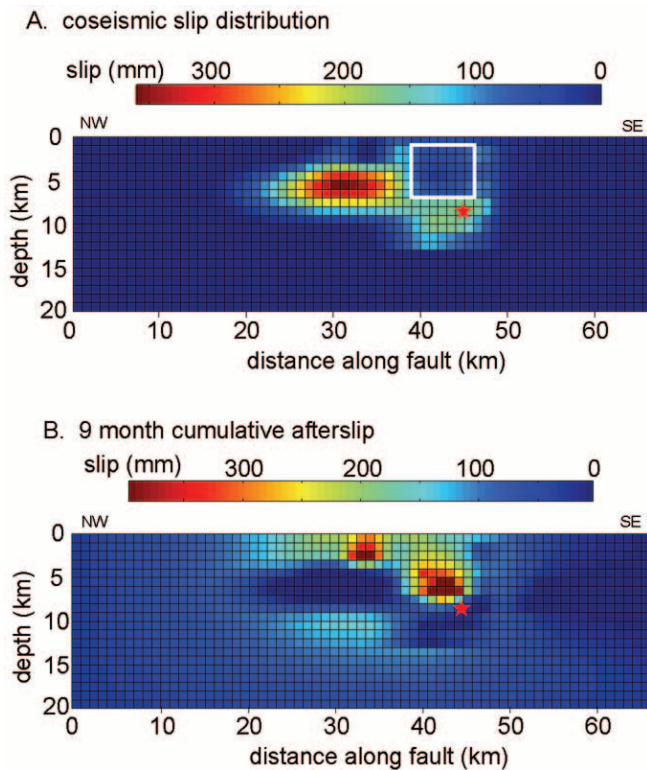 A. coseismic slip distribution
slip (mm) 300 200 100 0
NW SE
0
5
10
15
20
depth (km)
0 10 20 30 40 50 60
distance along fault (km)
B. 9 month cumulative afterslip
slip (mm) 300 200 100 0
NW SE
0
5
10
15
20
depth (km)
0 10 20 30 40 50 60
distance along fault (km)